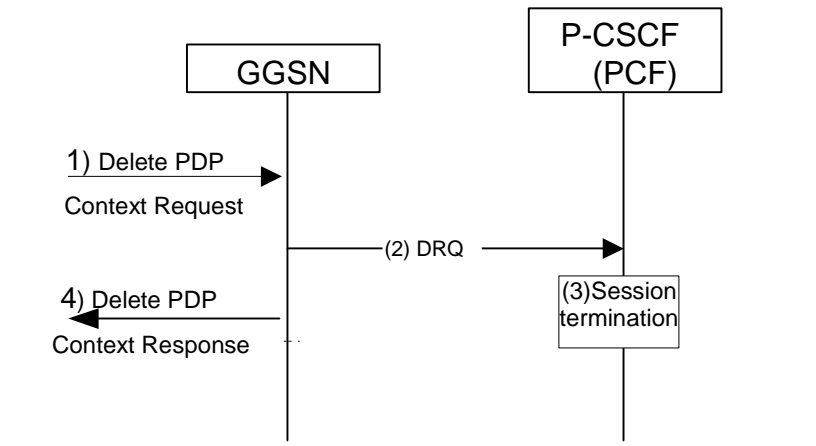 GGSN
P-CSCF
(PCF)
1) Delete PDP
Context Request
(2) DRQ
(3)Session
termination
4) Delete PDP
Context Response